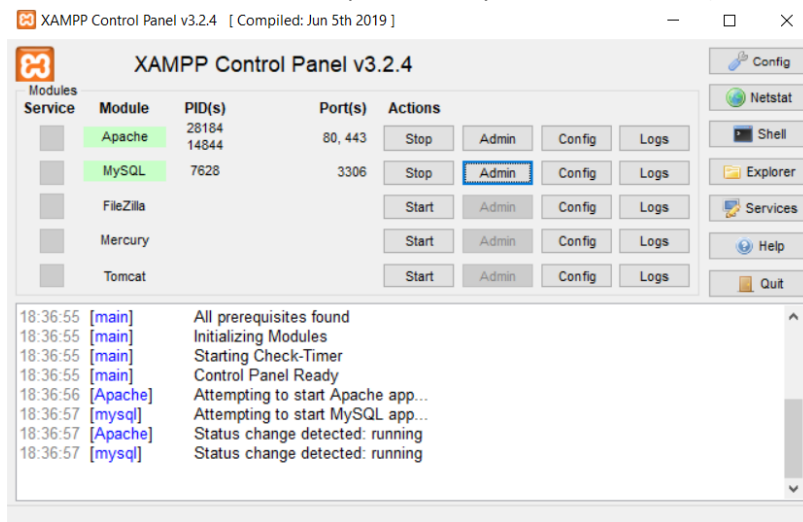 XAMPP Control Panel v3.2.4 [ Compiled: Jun 5th 2019 ]
XAMPP Control Panel v3.2.4
Config
Modules
Service Module PID(s) Port(s) Actions
Netstat
Apache 28184 14844 80, 443 Stop Admin Config Logs
Shell
MySQL 7628 3306 Stop Admin Config Logs
Explorer
FileZilla Start Admin Config Logs
Services
Mercury Start Admin Config Logs
Help
Tomcat Start Admin Config Logs
Quit
18:36:55 [main] All prerequisites found
18:36:55 [main] Initializing Modules
18:36:55 [main] Starting Check-Timer
18:36:55 [main] Control Panel Ready
18:36:56 [Apache] Attempting to start Apache app...
18:36:57 [mysql] Attempting to start MySQL app...
18:36:57 [Apache] Status change detected: running
18:36:57 [mysql] Status change detected: running